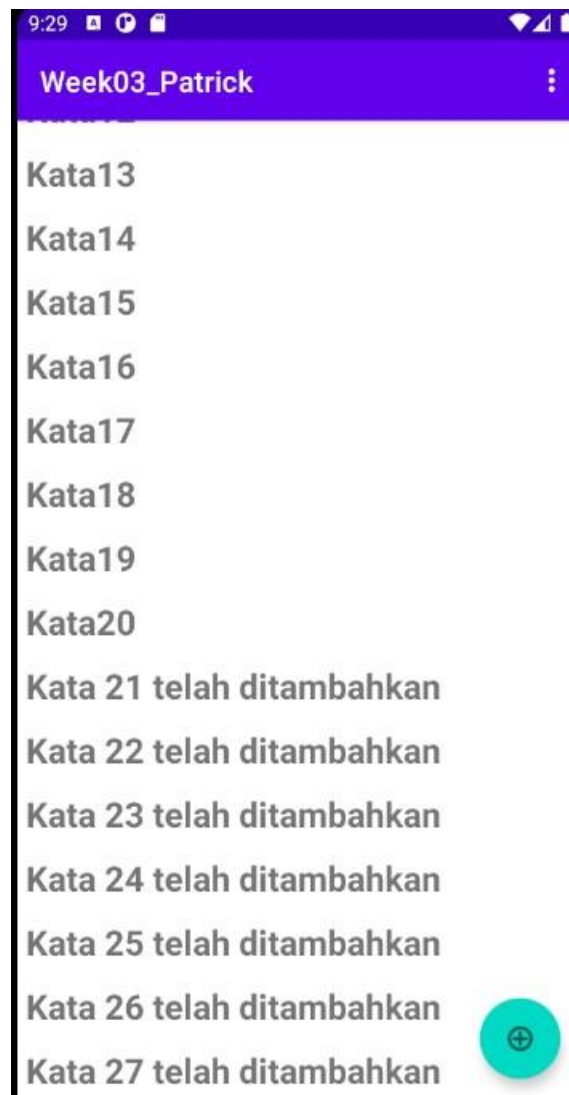 9:29
Week03_Patrick
Kata13
Kata14
Kata15
Kata16
Kata17
Kata18
Kata19
Kata20
Kata 21 telah ditambahkan
Kata 22 telah ditambahkan
Kata 23 telah ditambahkan
Kata 24 telah ditambahkan
Kata 25 telah ditambahkan
Kata 26 telah ditambahkan
Kata 27 telah ditambahkan